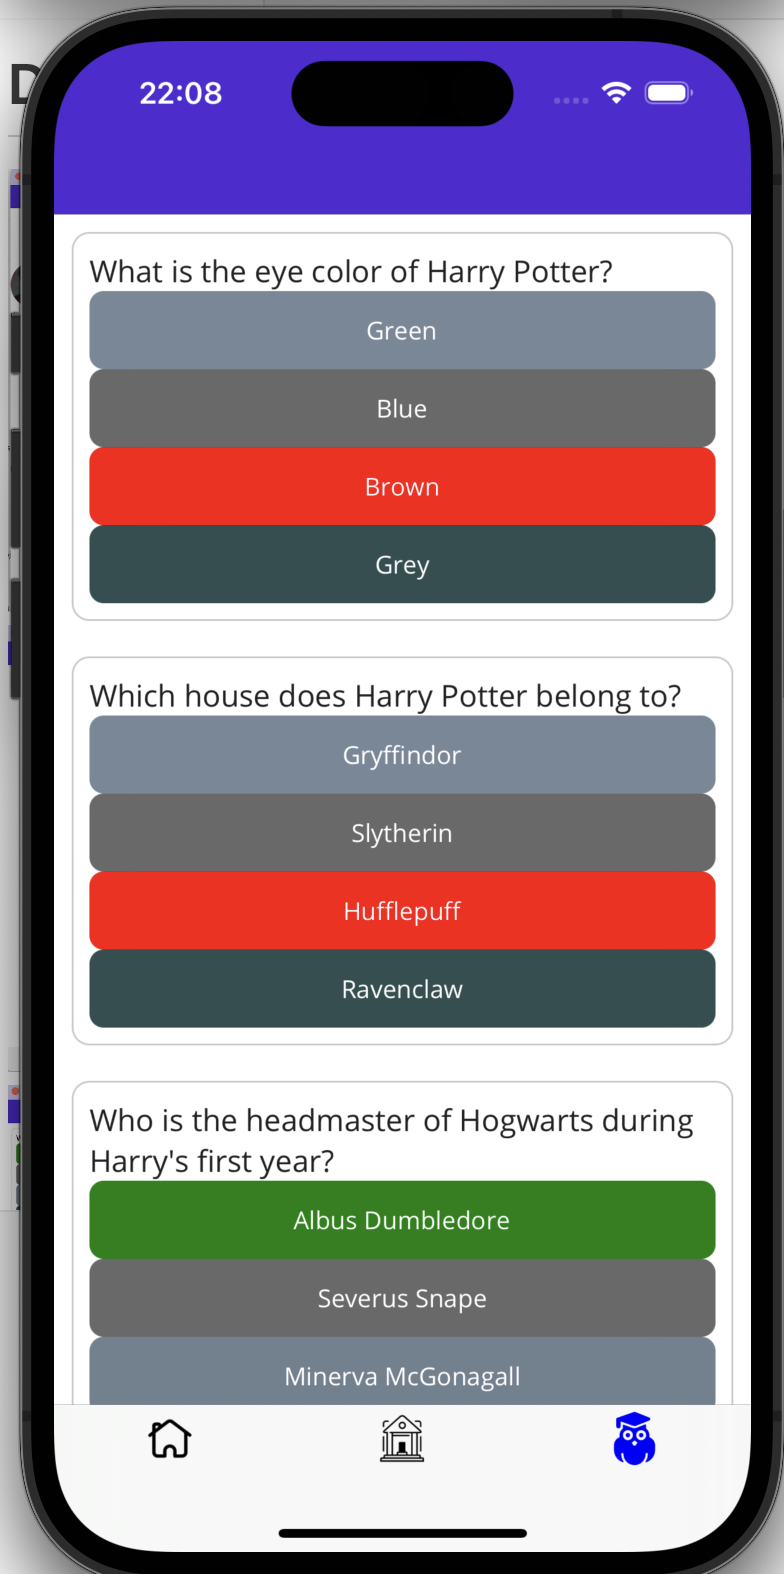 D
22:08
What is the eye color of Harry Potter?
Green
Blue
Brown
Grey
Which house does Harry Potter belong to?
Gryffindor
Slytherin
Hufflepuff
Ravenclaw
Who is the headmaster of Hogwarts during
Harry's first year?
Albus Dumbledore
Severus Snape
Minerva McGonagall